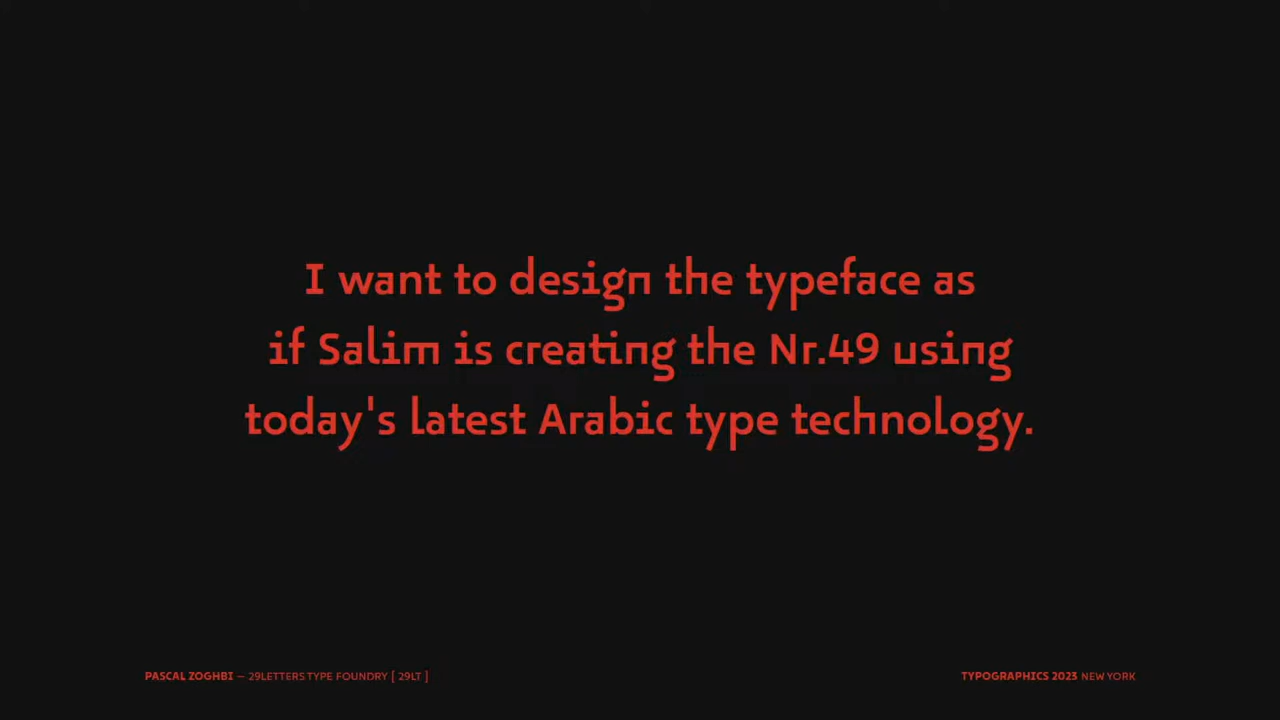 I want to design the typeface as
if Salim is creating the Nr.49 using
today's latest Arabic type technology.
PASCAL ZOGHBI — 29LETTERS TYPE FOUNDRY [ 29LT ]
TYPOGRAPHICS 2023 NEW YORK